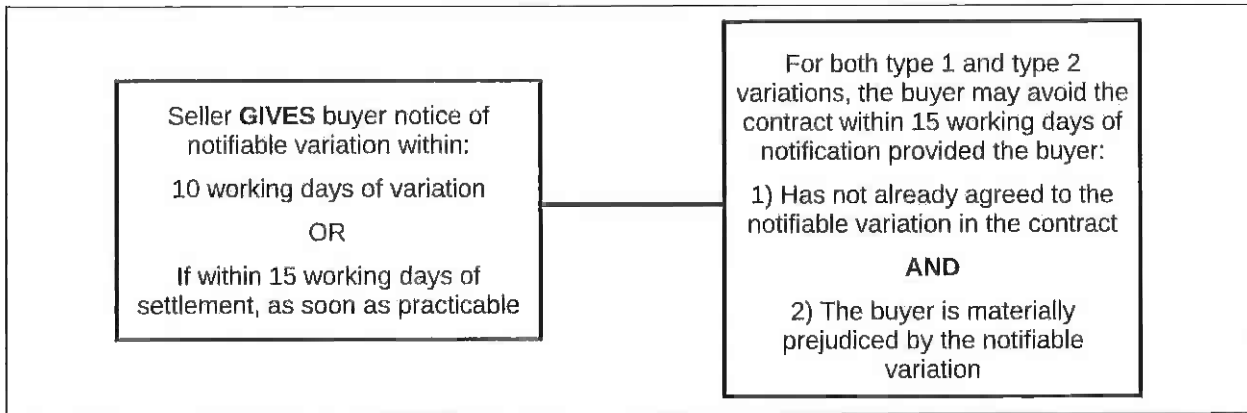 Seller GIVES buyer notice of
notifiable variation within:
10 working days of variation
OR
If within 15 working days of
settlement, as soon as practicable
For both type 1 and type 2
variations, the buyer may avoid the
contract within 15 working days of
notification provided the buyer:
1) Has not already agreed to the
notifiable variation in the contract
AND
2) The buyer is materially
prejudiced by the notifiable
variation